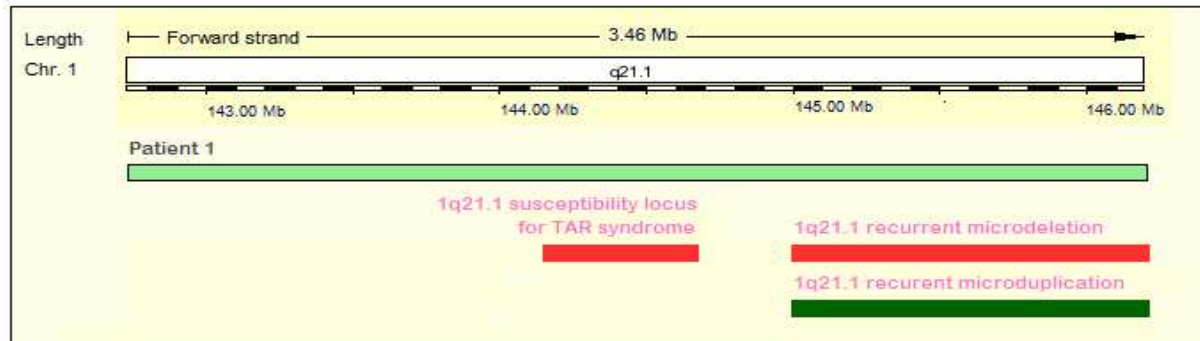 Length
Forward strand
3.46 Mb
Chr. 1
q21.1
143.00 Mb
144.00 Mb
145.00 Mb
146.00 Mb
Patient 1
1q21.1 susceptibility locus
for TAR syndrome
1q21.1 recurrent microdeletion
1q21.1 recurent microduplication